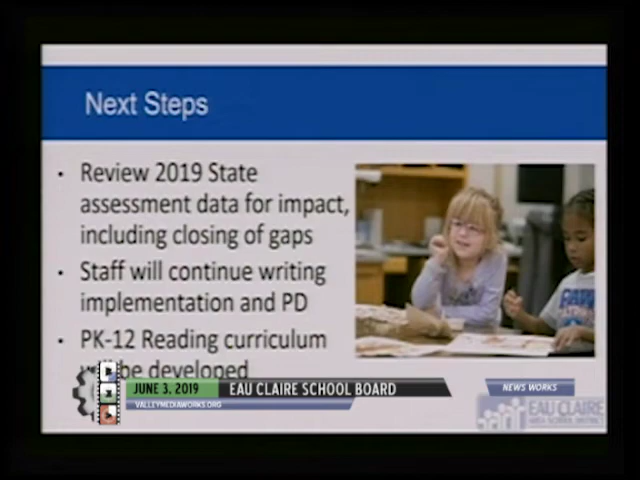 Next Steps
• Review 2019 State
assessment data for impact,
including closing of gaps
• Staff will continue writing
implementation and PD
• PK-12 Reading curriculum
will be developed
JUNE 3, 2019 EAU CLAIRE SCHOOL BOARD NEWS WORKS
VALLEYMEDIAWORKS.ORG
EAU CLAIRE
AREA SCHOOL DISTRICT